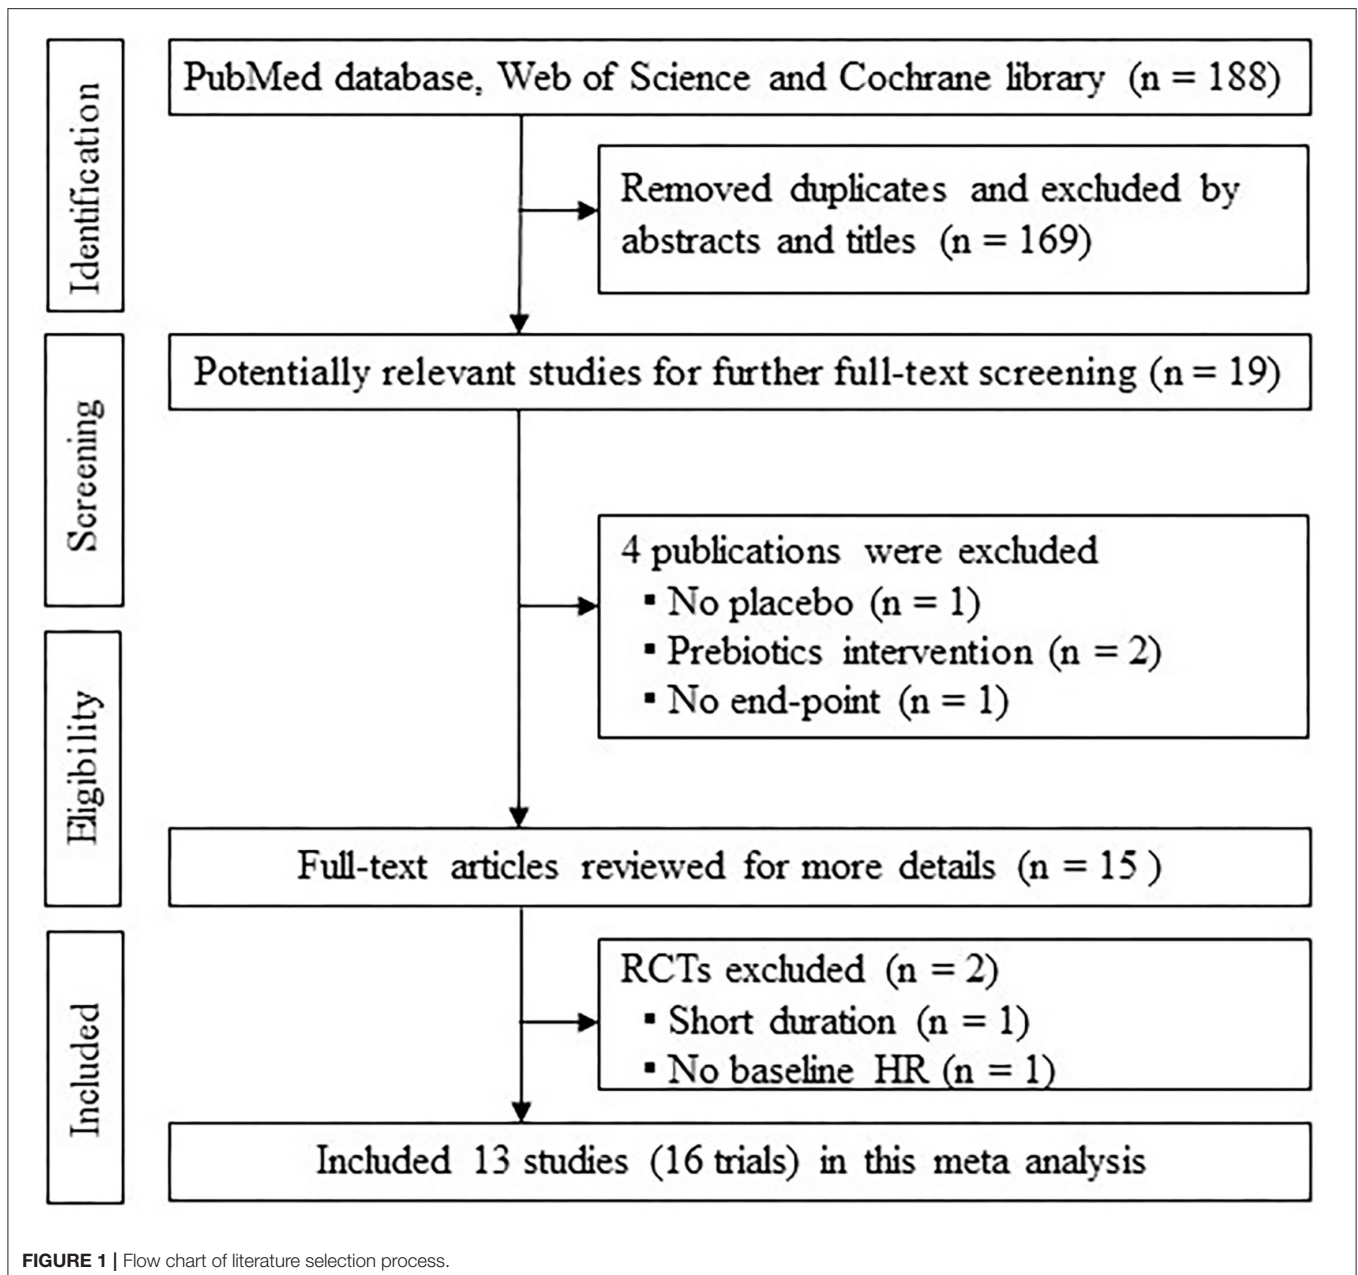 Identification
PubMed database, Web of Science and Cochrane library (n = 188)
Removed duplicates and excluded by
abstracts and titles (n = 169)
Screening
Potentially relevant studies for further full-text screening (n = 19)
4 publications were excluded
▪ No placebo (n = 1)
▪ Prebiotics intervention (n = 2)
▪ No end-point (n = 1)
Eligibility
Full-text articles reviewed for more details (n = 15 )
Included
RCTs excluded (n = 2)
▪ Short duration (n = 1)
▪ No baseline HR (n = 1)
Included 13 studies (16 trials) in this meta analysis
FIGURE 1 | Flow chart of literature selection process.